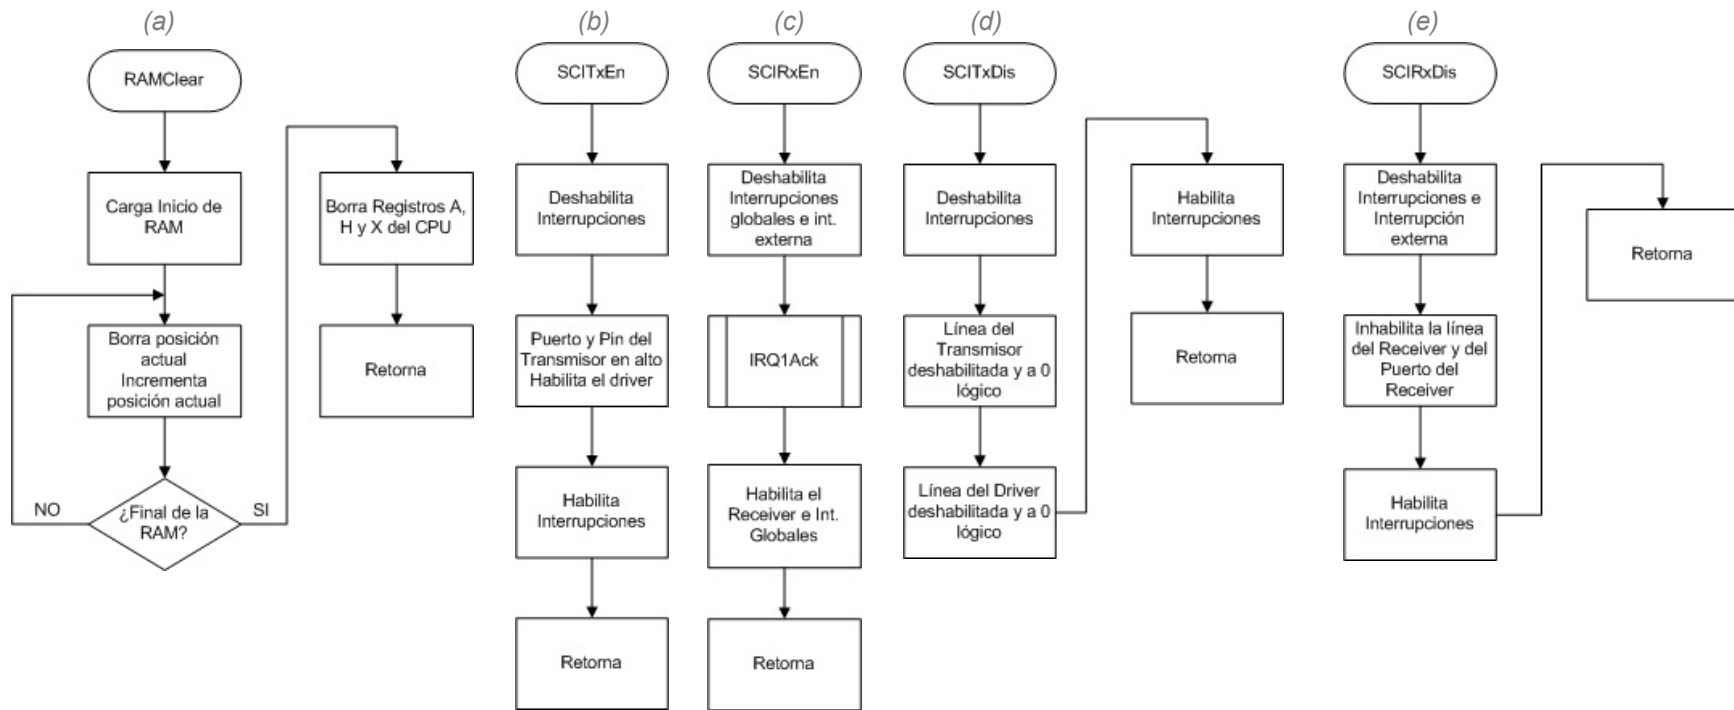 (a)
RAMClear
Carga Inicio de
RAM
Borra posición
actual
Incrementa
posición actual
¿Final de la
RAM?
NO
SI
Borra Registros A,
H y X del CPU
Retorna
(b)
SCITxEn
Deshabilita
Interrupciones
Puerto y Pin del
Transmisor en alto
Habilita el driver
Habilita
Interrupciones
Retorna
(c)
SCIRxEn
Deshabilita
Interrupciones
globales e int.
externa
IRQ1Ack
Habilita el
Receiver e Int.
Globales
Retorna
(d)
SCITxDis
Deshabilita
Interrupciones
Línea del
Transmisor
deshabilitada y a 0
lógico
Línea del Driver
deshabilitada y a 0
lógico
Habilita
Interrupciones
Retorna
(e)
SCIRxDis
Deshabilita
Interrupciones e
Interrupción
externa
Inhabilita la línea
del Receiver y del
Puerto del
Receiver
Habilita
Interrupciones
Retorna